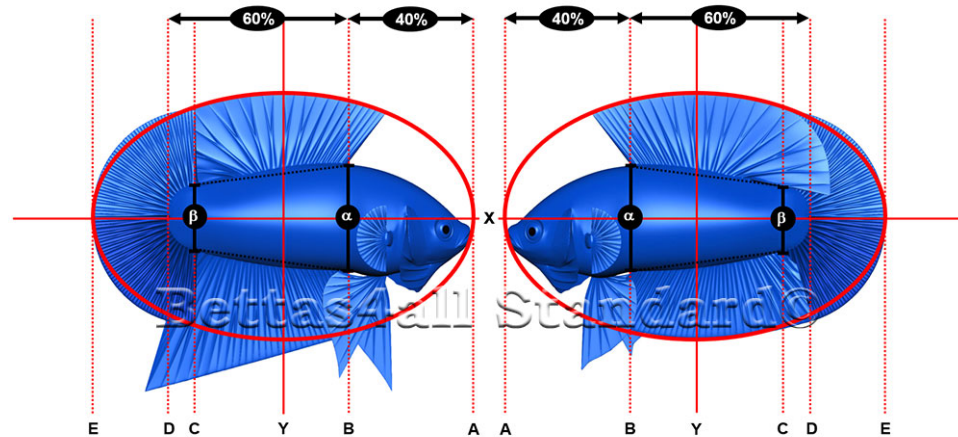 60% 40% 40% 60%
β α X α β
Bettas4all Standard©
E D C Y B A A B Y C D E